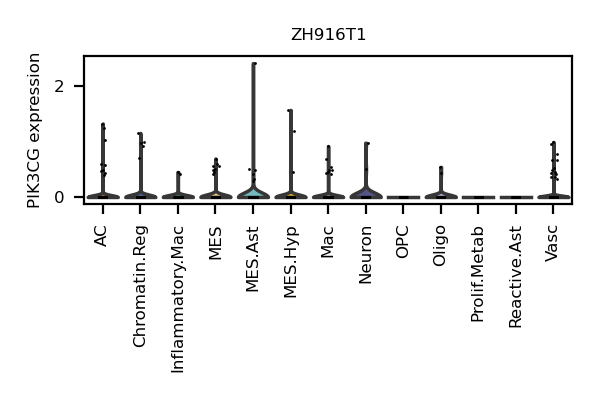 ZH916T1
PIK3CG expression
2
0
AC
Chromatin.Reg
Inflammatory.Mac
MES
MES.Ast
MES.Hyp
Mac
Neuron
OPC
Oligo
Prolif.Metab
Reactive.Ast
Vasc